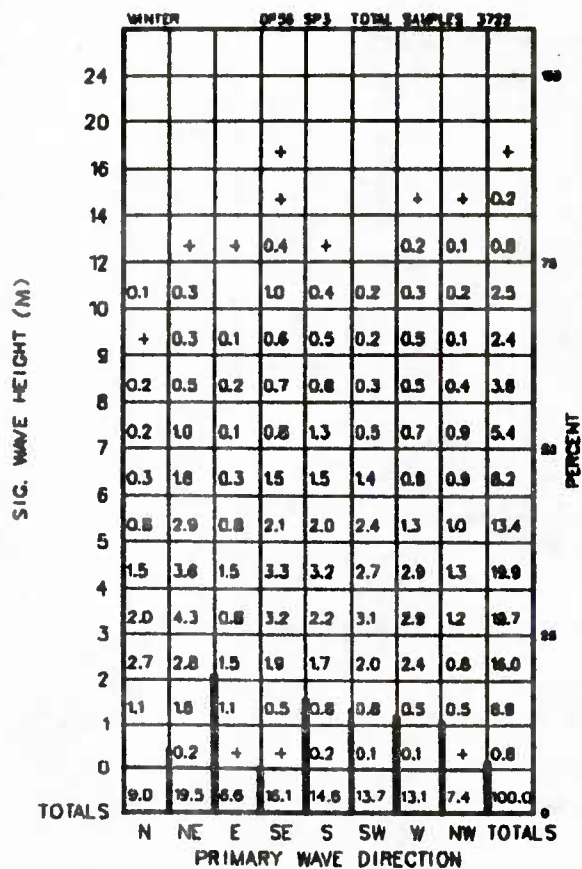 WINTER OP56 SP3 TOTAL SAMPLES 3722
24
20
+ +
16
+ + + 0.2
14
+ + 0.4 + 0.2 0.1 0.8
12 75
0.1 0.3 1.0 0.4 0.2 0.3 0.2 2.5
10
+ 0.3 0.1 0.6 0.5 0.2 0.5 0.1 2.4
9
0.2 0.5 0.2 0.7 0.8 0.3 0.5 0.4 3.6
8
0.2 1.0 0.1 0.8 1.3 0.5 0.7 0.9 5.4
7 50
0.3 1.6 0.3 1.5 1.5 1.4 0.8 0.9 8.2
6
0.8 2.9 0.8 2.1 2.0 2.4 1.3 1.0 13.4
5
1.5 3.6 1.5 3.3 3.2 2.7 2.9 1.3 19.9
4
2.0 4.3 0.8 3.2 2.2 3.1 2.9 1.2 19.7
3 25
2.7 2.8 1.5 1.9 1.7 2.0 2.4 0.8 16.0
2
1.1 1.6 1.1 0.5 0.8 0.8 0.5 0.5 6.9
1
0.2 + + 0.2 0.1 0.1 + 0.8
0
9.0 19.5 6.6 16.1 14.6 13.7 13.1 7.4 100.0
TOTALS 0
N NE E SE S SW W NW TOTALS
PRIMARY WAVE DIRECTION
SIG. WAVE HEIGHT (M)
PERCENT